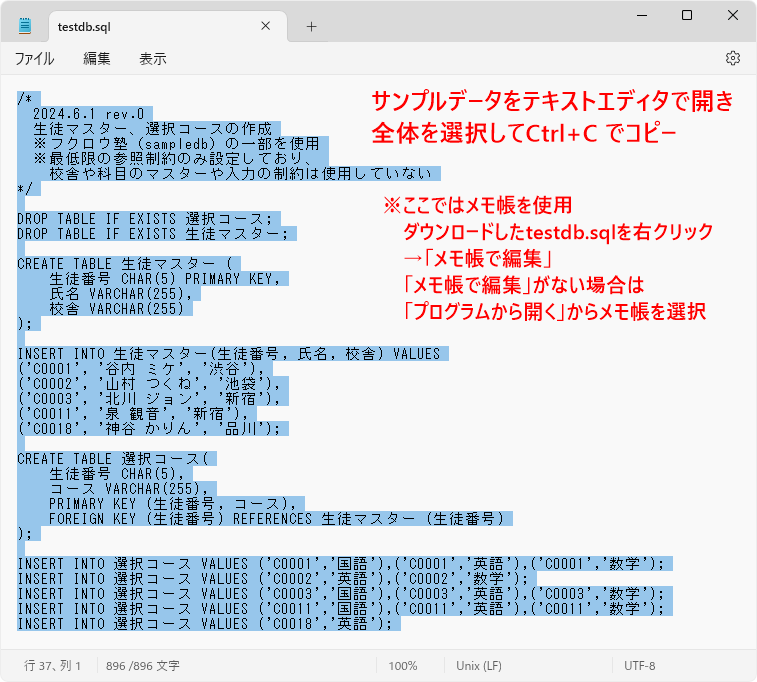 testdb.sql
ファイル 編集 表示
/*
2024.6.1 rev.0
生徒マスター、選択コースの作成
※フクロウ塾（sampledb）の一部を使用
※最低限の参照制約のみ設定しており、
校舎や科目のマスターや入力の制約は使用していない
*/
DROP TABLE IF EXISTS 選択コース;
DROP TABLE IF EXISTS 生徒マスター;
CREATE TABLE 生徒マスター (
生徒番号 CHAR(5) PRIMARY KEY,
氏名 VARCHAR(255),
校舎 VARCHAR(255)
);
INSERT INTO 生徒マスター(生徒番号, 氏名, 校舎) VALUES
('C0001', '谷内 ミケ', '渋谷'),
('C0002', '山村 つくね', '池袋'),
('C0003', '北川 ジョン', '新宿'),
('C0011', '泉 観音', '新宿'),
('C0018', '神谷 かりん', '品川');
CREATE TABLE 選択コース(
生徒番号 CHAR(5),
コース VARCHAR(255),
PRIMARY KEY (生徒番号, コース),
FOREIGN KEY (生徒番号) REFERENCES 生徒マスター (生徒番号)
);
INSERT INTO 選択コース VALUES ('C0001','国語'),('C0001','英語'),('C0001','数学');
INSERT INTO 選択コース VALUES ('C0002','英語'),('C0002','数学');
INSERT INTO 選択コース VALUES ('C0003','国語'),('C0003','英語'),('C0003','数学');
INSERT INTO 選択コース VALUES ('C0011','国語'),('C0011','英語'),('C0011','数学');
INSERT INTO 選択コース VALUES ('C0018','英語');
サンプルデータをテキストエディタで開き
全体を選択してCtrl+C でコピー
※ここではメモ帳を使用
ダウンロードしたtestdb.sqlを右クリック
→「メモ帳で編集」
「メモ帳で編集」がない場合は
「プログラムから開く」からメモ帳を選択
行 37、列 1 896 /896 文字 100% Unix (LF) UTF-8